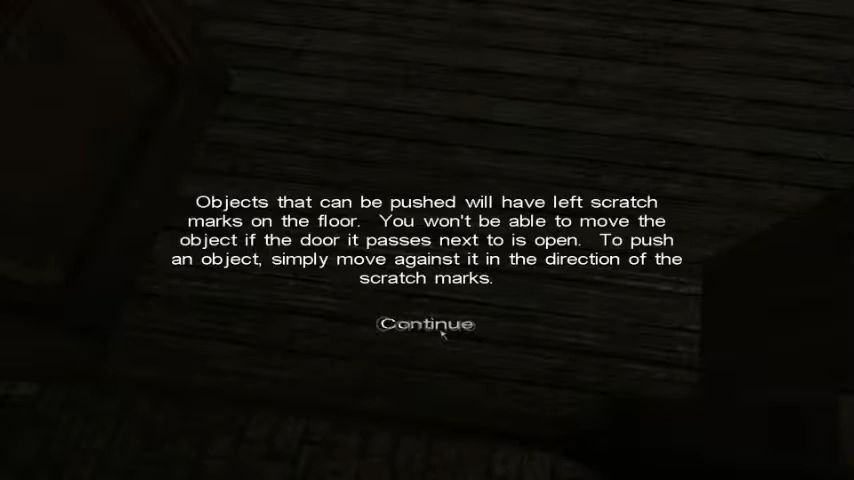 Objects that can be pushed will have left scratch
marks on the floor.  You won't be able to move the
object if the door it passes next to is open.  To push
an object, simply move against it in the direction of the
scratch marks.
Continue